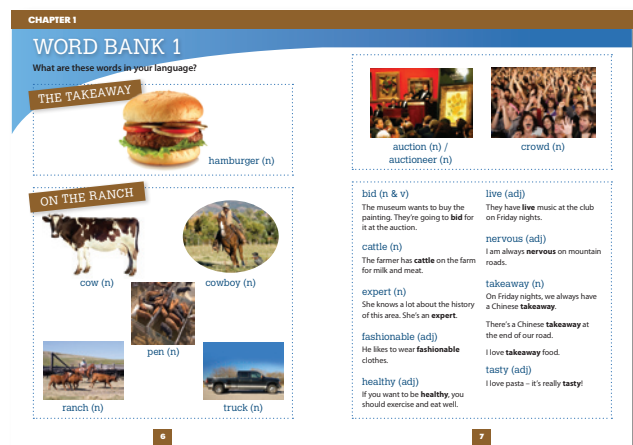 CHAPTER 1
WORD BANK 1
What are these words in your language?
THE TAKEAWAY
hamburger (n)
ON THE RANCH
cow (n)
cowboy (n)
pen (n)
ranch (n)
truck (n)
6
auction (n) /
auctioneer (n)
crowd (n)
bid (n & v)
The museum wants to buy the
painting. They're going to bid for
it at the auction.
cattle (n)
The farmer has cattle on the farm
for milk and meat.
expert (n)
She knows a lot about the history
of this area. She's an expert.
fashionable (adj)
He likes to wear fashionable
clothes.
healthy (adj)
If you want to be healthy, you
should exercise and eat well.
live (adj)
They have live music at the club
on Friday nights.
nervous (adj)
I am always nervous on mountain
roads.
takeaway (n)
On Friday nights, we always have
a Chinese takeaway.
There's a Chinese takeaway at
the end of our road.
I love takeaway food.
tasty (adj)
I love pasta – it's really tasty!
7